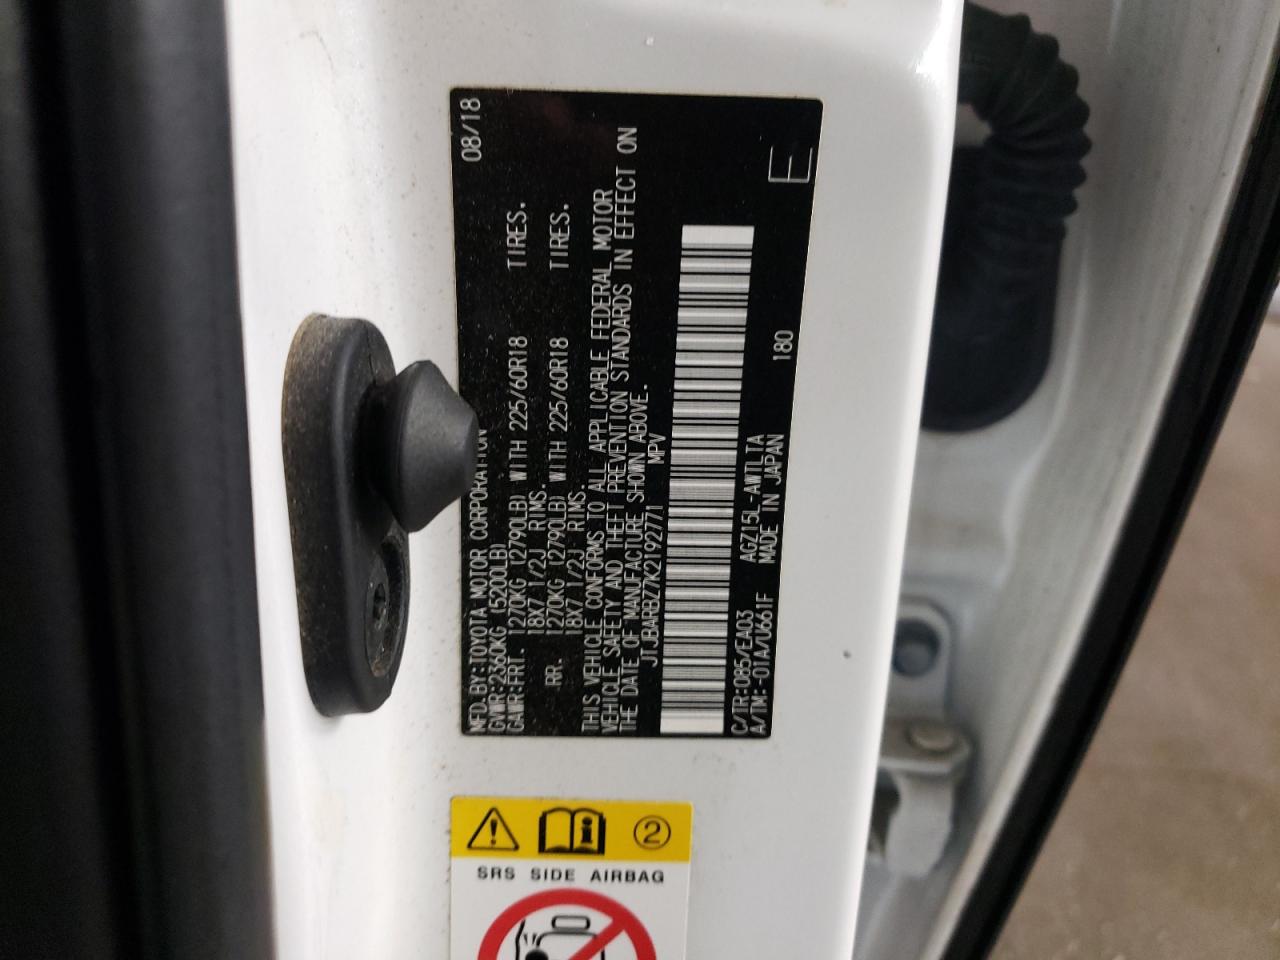 MFD.BY:TOYOTA MOTOR CORPORATION 08/18
GVWR:2360KG (5200LB)
GAWR:FRT. 1270KG (2790LB) WITH 225/60R18 TIRES.
18X7 1/2J RIMS.
RR. 1270KG (2790LB) WITH 225/60R18 TIRES.
18X7 1/2J RIMS.
THIS VEHICLE CONFORMS TO ALL APPLICABLE FEDERAL MOTOR
VEHICLE SAFETY AND THEFT PREVENTION STANDARDS IN EFFECT ON
THE DATE OF MANUFACTURE SHOWN ABOVE.
JTJBARBZ7K2192771 MPV
C/TR:085/EA03 AGZ15L-AWTLTA 180
A/TM:-01A/U661F MADE IN JAPAN
E
2
SRS SIDE AIRBAG